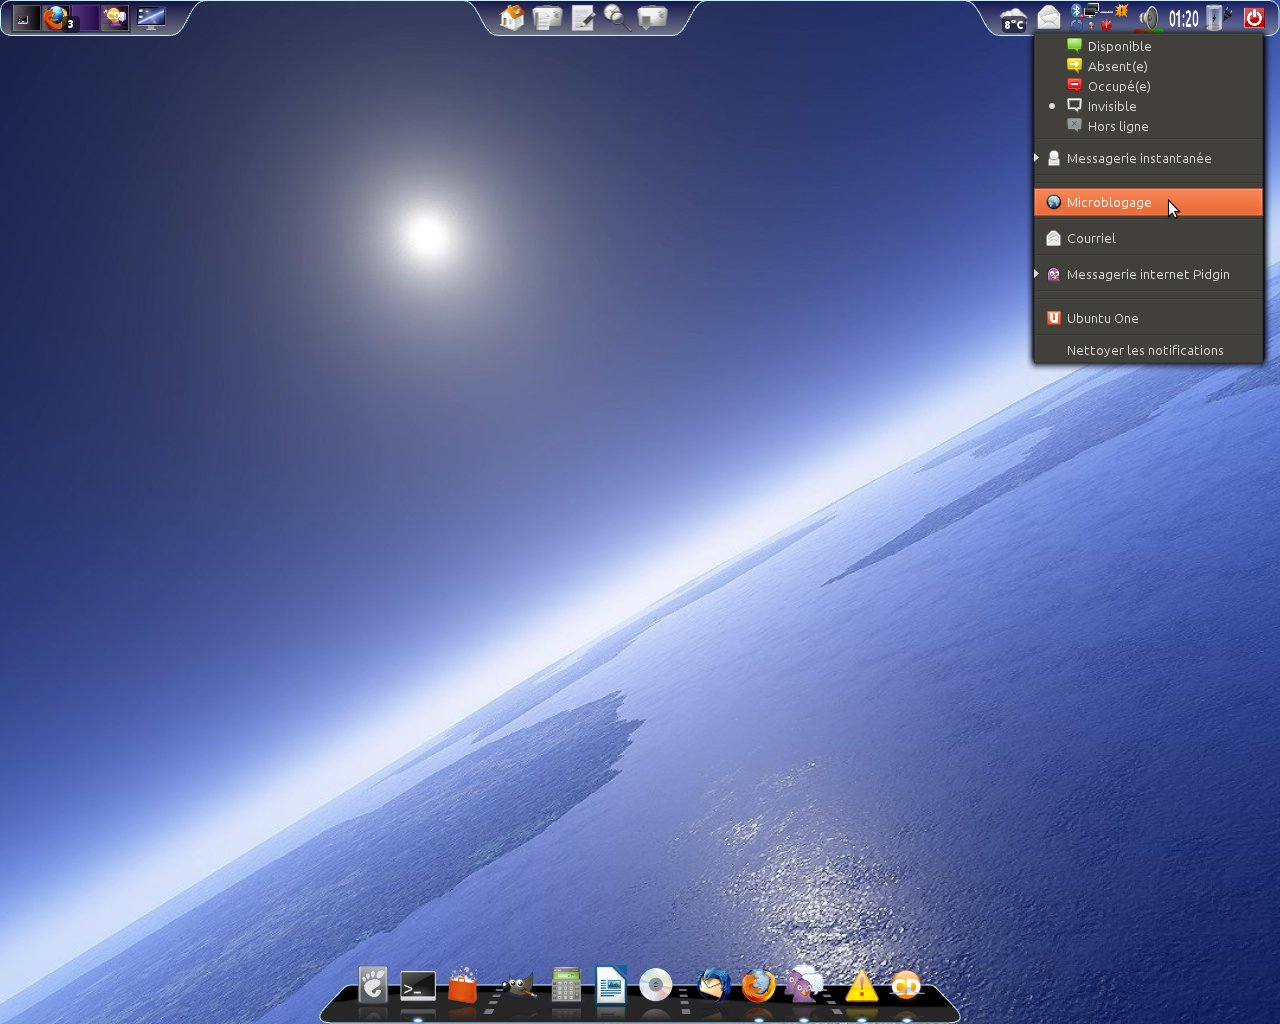 3
8°C
01:20
Disponible
Absent(e)
Occupé(e)
Invisible
Hors ligne
Messagerie instantanée
Microblogage
Courriel
Messagerie internet Pidgin
Ubuntu One
Nettoyer les notifications
>_
CD